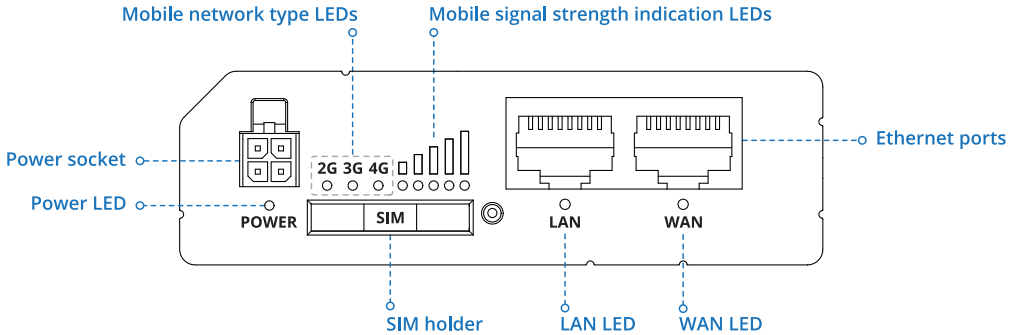 Mobile network type LEDs
Mobile signal strength indication LEDs
Ethernet ports
Power socket
2G 3G 4G
Power LED
POWER
SIM
LAN
WAN
SIM holder
LAN LED
WAN LED